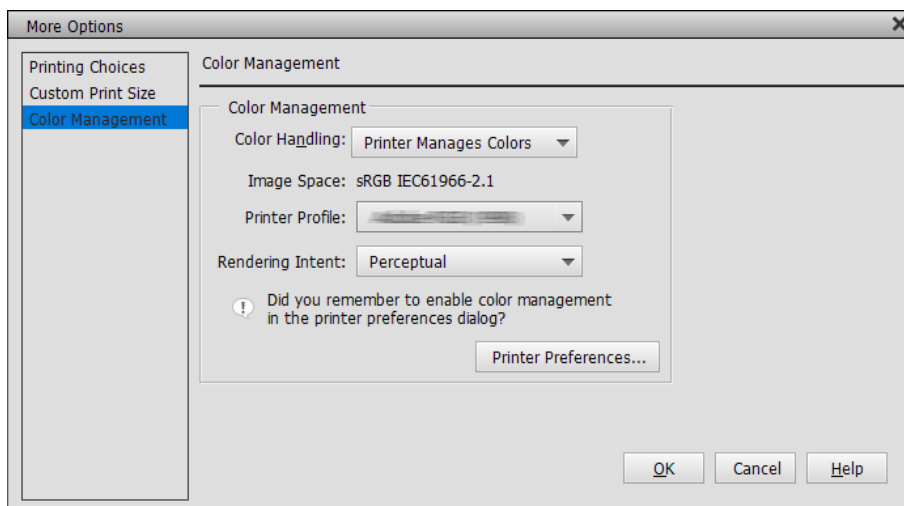 More Options
Printing Choices
Custom Print Size
Color Management
Color Management
Color Management
Color Handling: Printer Manages Colors
Image Space: sRGB IEC61966-2.1
Printer Profile:
Rendering Intent: Perceptual
Did you remember to enable color management
in the printer preferences dialog?
Printer Preferences...
OK Cancel Help